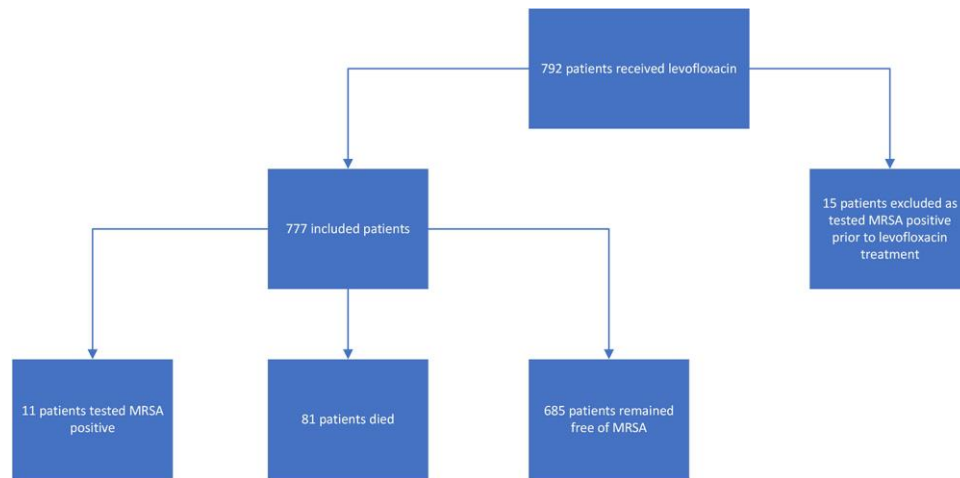 792 patients received levofloxacin
777 included patients
15 patients excluded as
tested MRSA positive
prior to levofloxacin
treatment
11 patients tested MRSA
positive
81 patients died
685 patients remained
free of MRSA